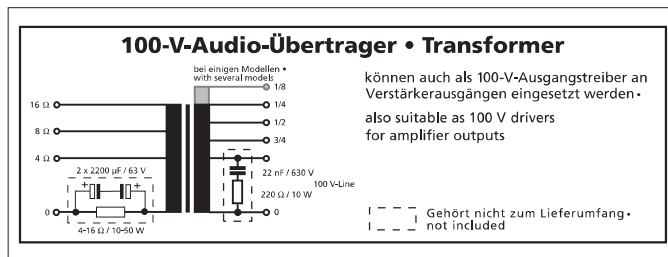 100-V-Audio-Übertrager • Transformer
bei einigen Modellen •
with several models
können auch als 100-V-Ausgangstreiber an
Verstärkerausgängen eingesetzt werden •
also suitable as 100 V drivers
for amplifier outputs
1/8
16 Ω
1/4
8 Ω
1/2
3/4
4 Ω
2 x 2200 µF / 63 V
+
+
22 nF / 630 V
100 V-Line
220 Ω / 10 W
0
0
4-16 Ω / 10-50 W
Gehört nicht zum Lieferumfang •
not included